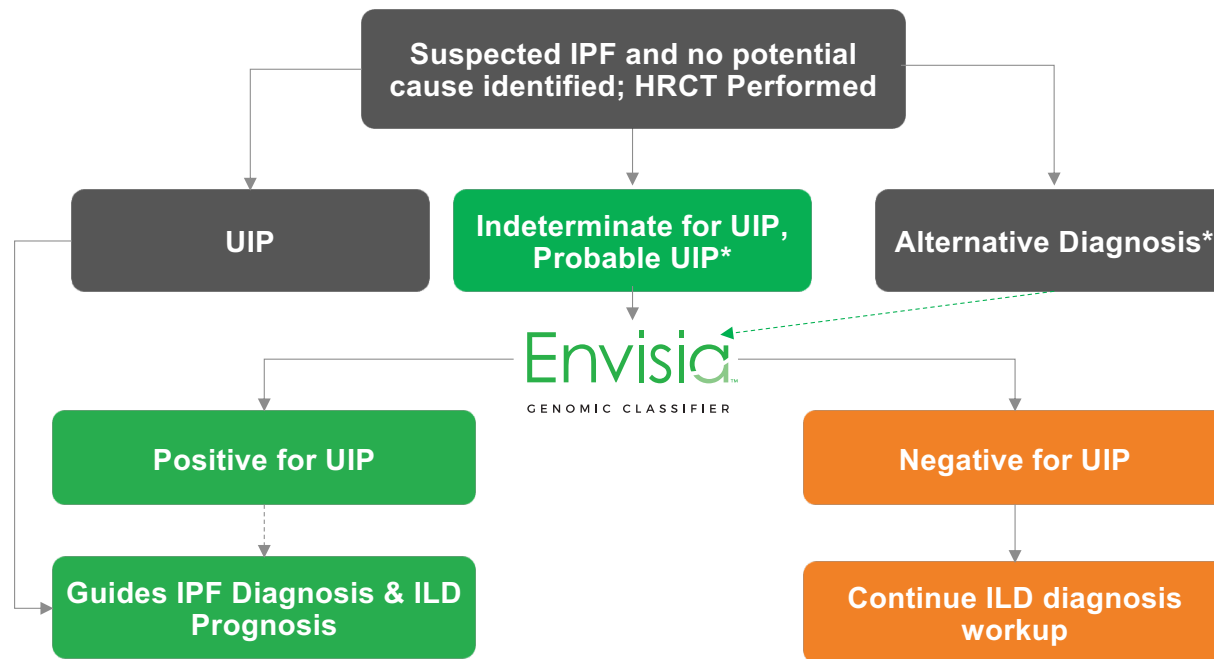 Suspected IPF and no potential
cause identified; HRCT Performed
UIP
Indeterminate for UIP,
Probable UIP*
Alternative Diagnosis*
Envisia™
GENOMIC CLASSIFIER
Positive for UIP
Negative for UIP
Guides IPF Diagnosis & ILD
Prognosis
Continue ILD diagnosis
workup